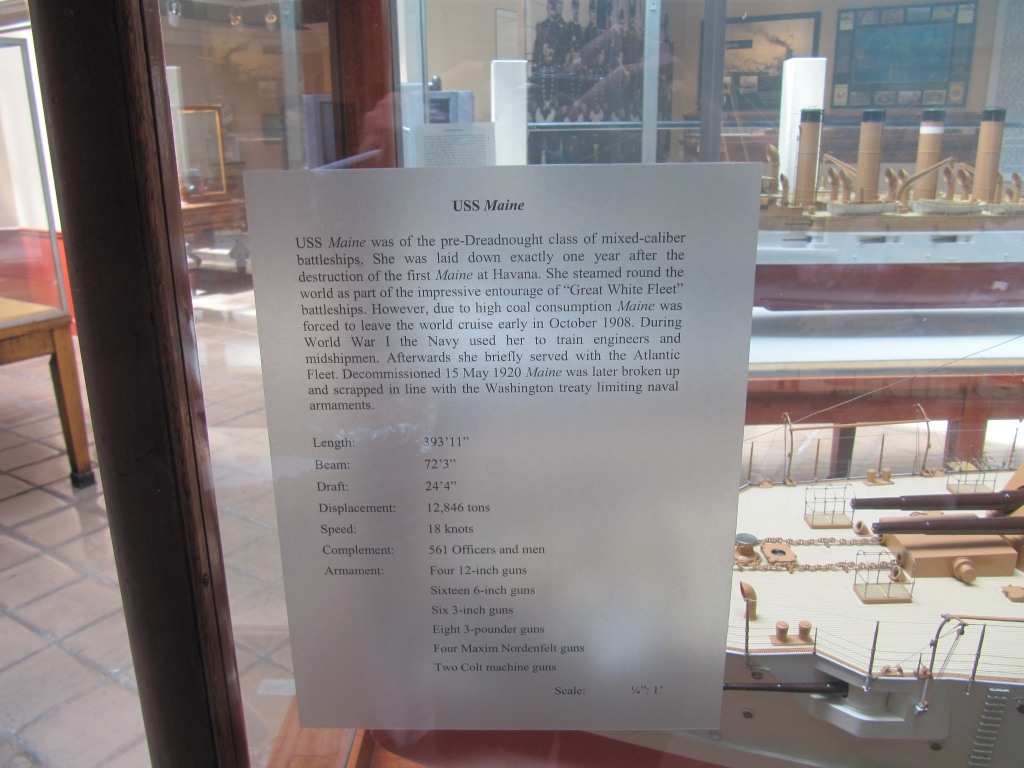 USS Maine
USS Maine was of the pre-Dreadnought class of mixed-caliber
battleships. She was laid down exactly one year after the
destruction of the first Maine at Havana. She steamed round the
world as part of the impressive entourage of “Great White Fleet”
battleships. However, due to high coal consumption Maine was
forced to leave the world cruise early in October 1908. During
World War I the Navy used her to train engineers and
midshipmen. Afterwards she briefly served with the Atlantic
Fleet. Decommissioned 15 May 1920 Maine was later broken up
and scrapped in line with the Washington treaty limiting naval
armaments.
Length: 393’11”
Beam: 72’3”
Draft: 24’4”
Displacement: 12,846 tons
Speed: 18 knots
Complement: 561 Officers and men
Armament: Four 12-inch guns
Sixteen 6-inch guns
Six 3-inch guns
Eight 3-pounder guns
Four Maxim Nordenfelt guns
Two Colt machine guns
Scale: ¼”: 1’